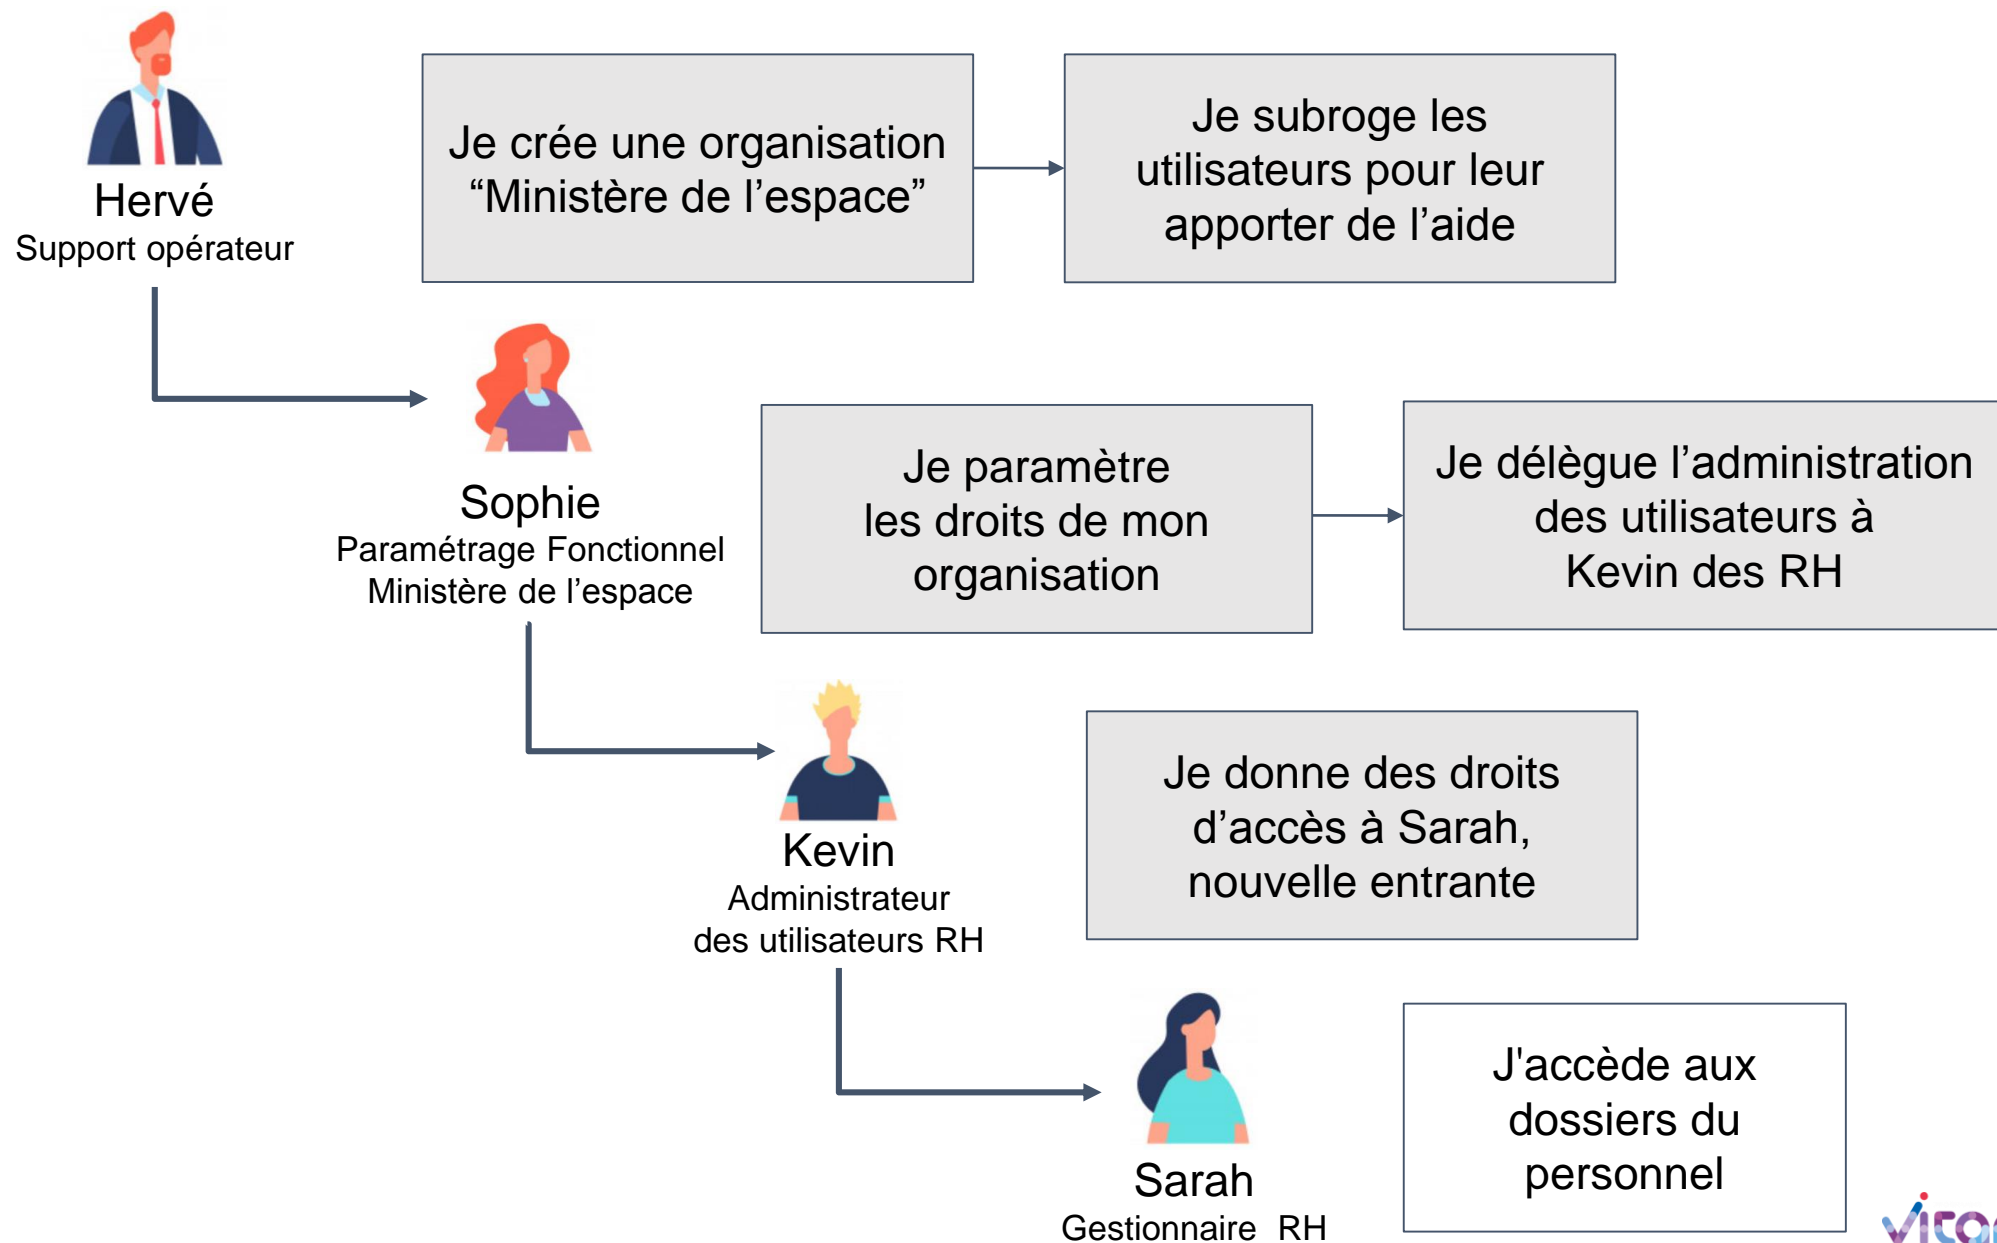 Hervé
Support opérateur
Je crée une organisation
“Ministère de l’espace”
Je subroge les
utilisateurs pour leur
apporter de l’aide
Sophie
Paramétrage Fonctionnel
Ministère de l’espace
Je paramètre
les droits de mon
organisation
Je délègue l’administration
des utilisateurs à
Kevin des RH
Kevin
Administrateur
des utilisateurs RH
Je donne des droits
d’accès à Sarah,
nouvelle entrante
Sarah
Gestionnaire  RH
J'accède aux
dossiers du
personnel